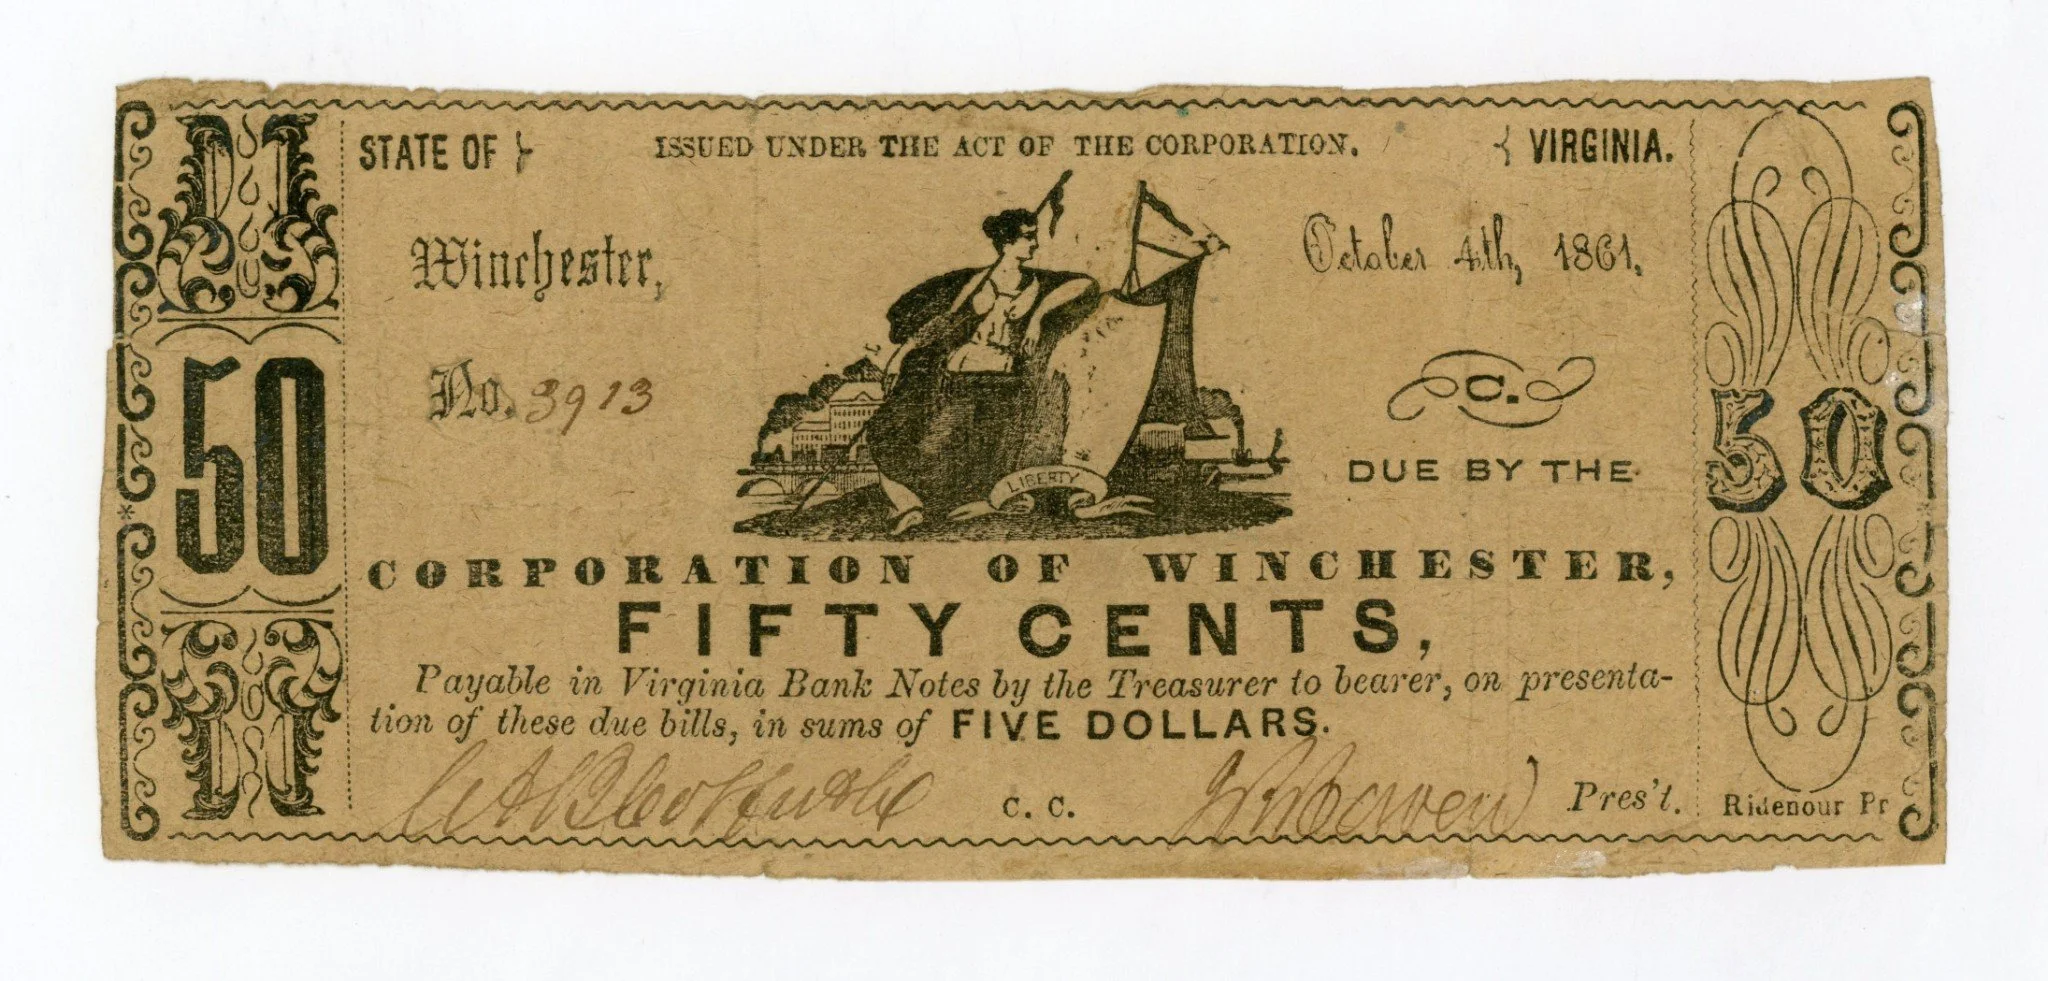 STATE OF } ISSUED UNDER THE ACT OF THE CORPORATION. { VIRGINIA.
Winchester, October 4th, 1861.
50 No. 3913 C. 50
DUE BY THE
LIBERTY
CORPORATION OF WINCHESTER,
FIFTY CENTS,
Payable in Virginia Bank Notes by the Treasurer to bearer, on presenta-
tion of these due bills, in sums of FIVE DOLLARS.
C. C. Pres't. Ridenour Pr